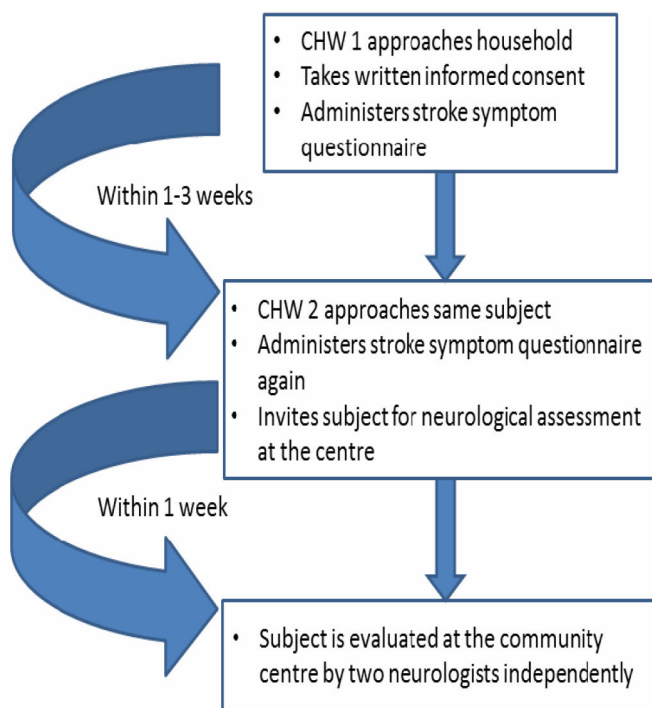 • CHW 1 approaches household
• Takes written informed consent
• Administers stroke symptom
questionnaire
Within 1-3 weeks
• CHW 2 approaches same subject
• Administers stroke symptom questionnaire
again
• Invites subject for neurological assessment
at the centre
Within 1 week
• Subject is evaluated at the community
centre by two neurologists independently